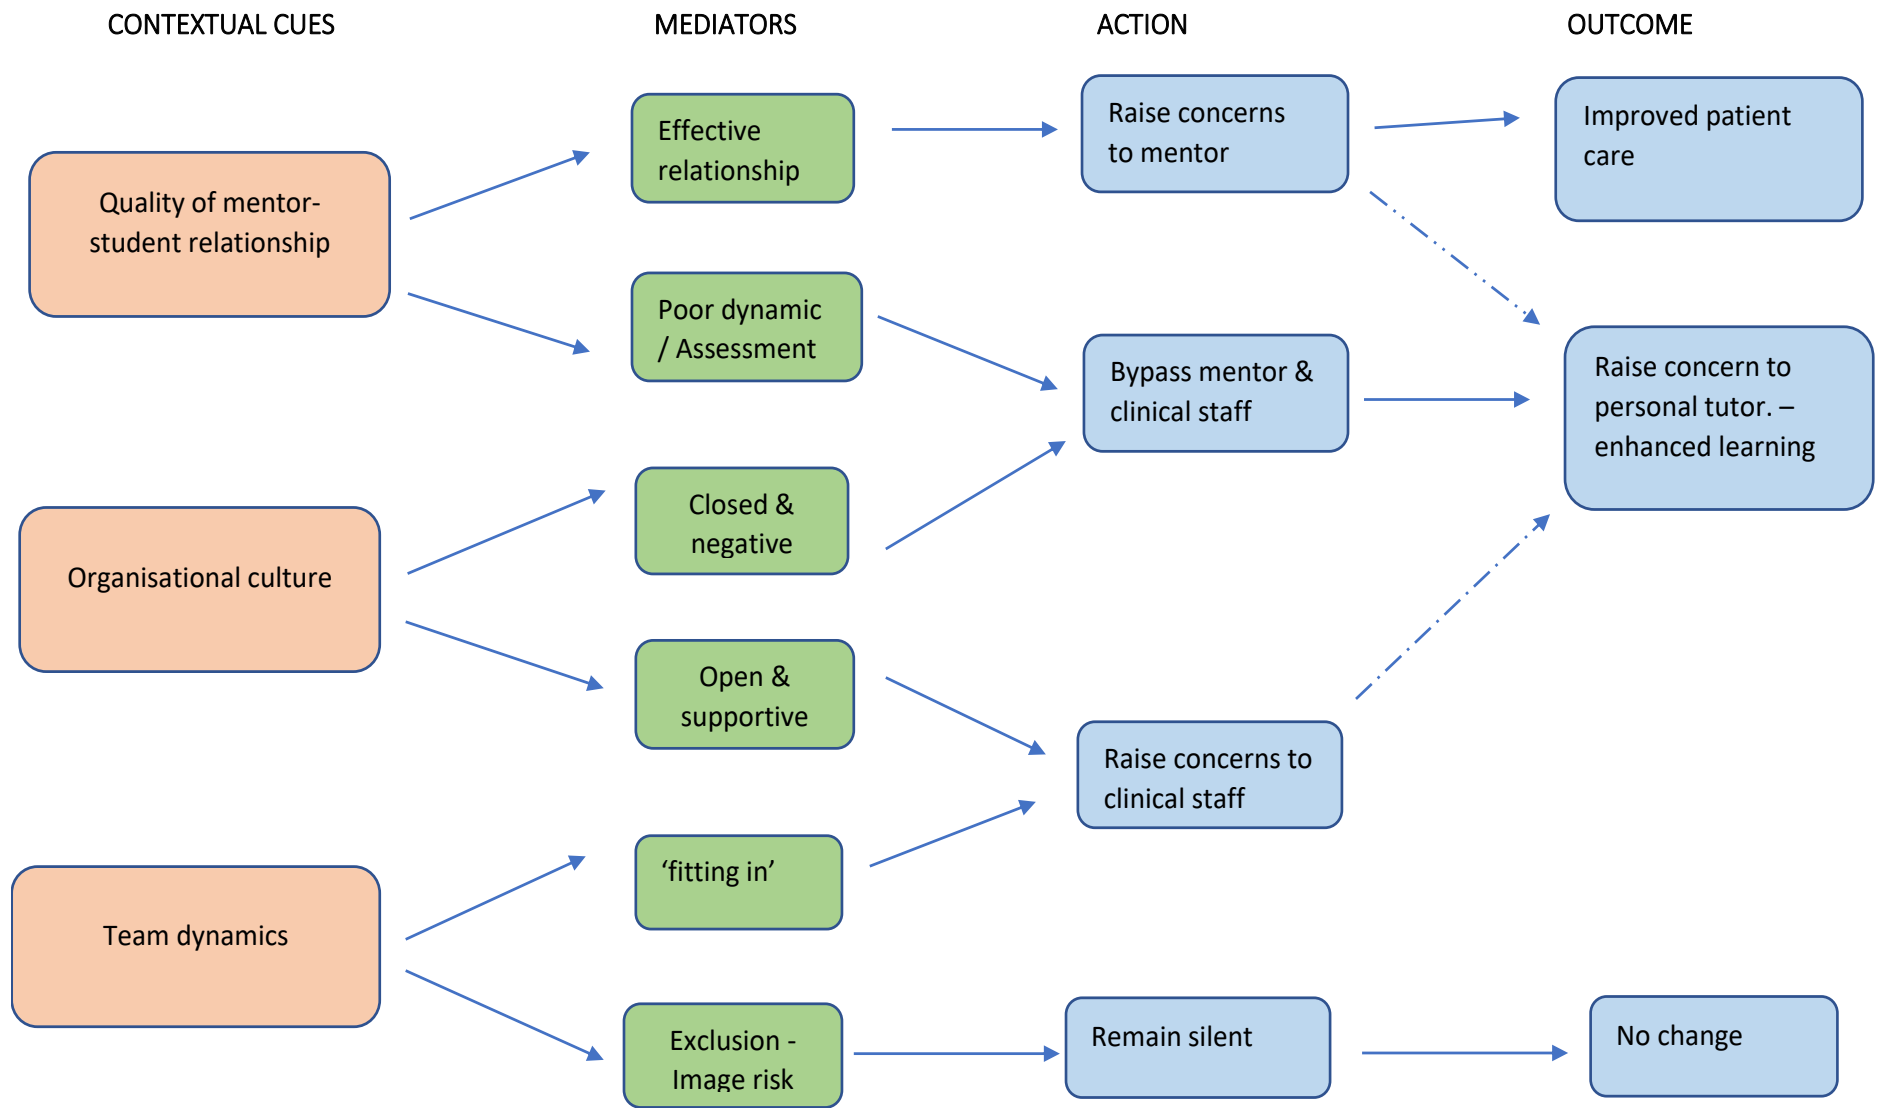 CONTEXTUAL CUES
MEDIATORS
ACTION
OUTCOME
Quality of mentor-
student relationship
Effective
relationship
Raise concerns
to mentor
Improved patient
care
Poor dynamic
/ Assessment
Bypass mentor &
clinical staff
Raise concern to
personal tutor. –
enhanced learning
Organisational culture
Closed &
negative
Open &
supportive
Raise concerns to
clinical staff
Team dynamics
‘fitting in’
Exclusion -
Image risk
Remain silent
No change